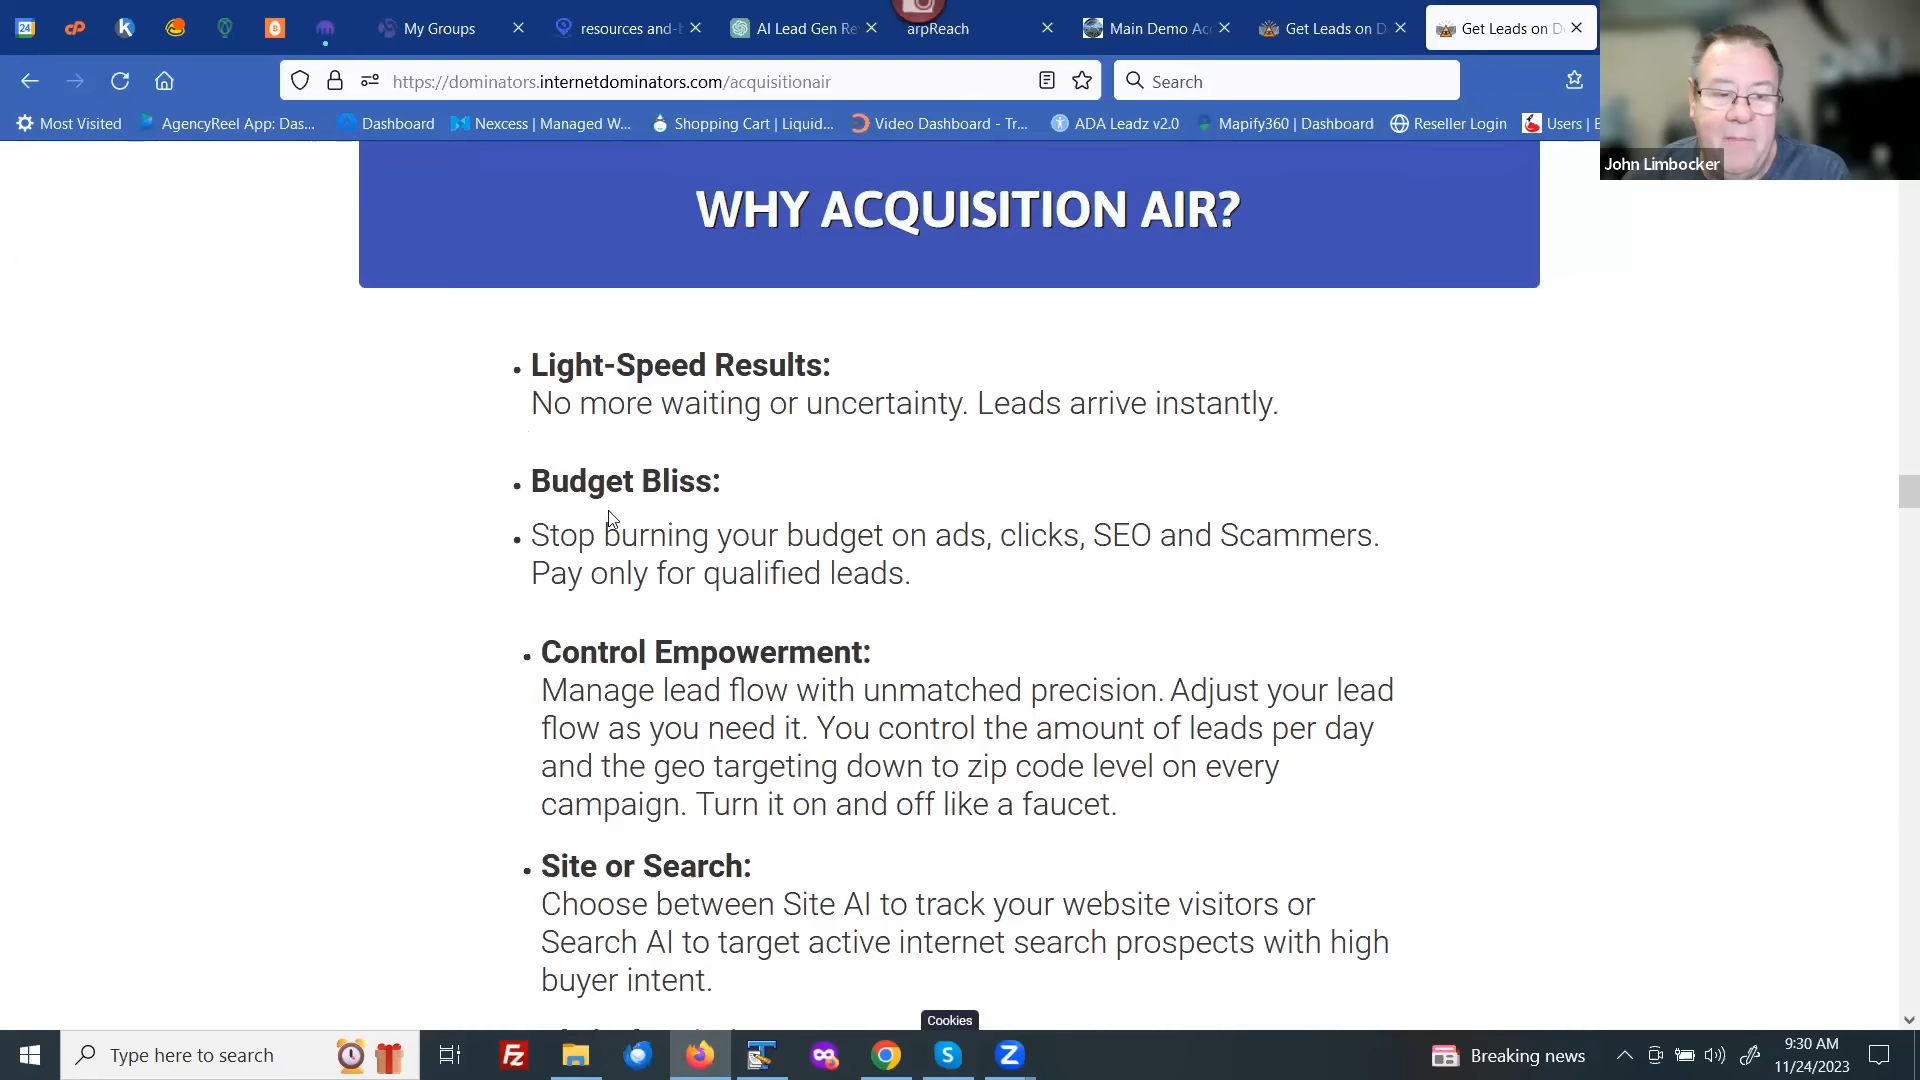 24
My Groups
resources and-b
AI Lead Gen Re
arpReach
Main Demo Acc
Get Leads on D
Get Leads on D
https://dominators.internetdominators.com/acquisitionair
Search
Most Visited
AgencyReel App: Das...
Dashboard
Nexcess | Managed W...
Shopping Cart | Liquid...
Video Dashboard - Tr...
ADA Leadz v2.0
Mapify360 | Dashboard
Reseller Login
Users | E
John Limbocker
WHY ACQUISITION AIR?
• Light-Speed Results:
No more waiting or uncertainty. Leads arrive instantly.
• Budget Bliss:
• Stop burning your budget on ads, clicks, SEO and Scammers.
Pay only for qualified leads.
• Control Empowerment:
Manage lead flow with unmatched precision. Adjust your lead
flow as you need it. You control the amount of leads per day
and the geo targeting down to zip code level on every
campaign. Turn it on and off like a faucet.
• Site or Search:
Choose between Site AI to track your website visitors or
Search AI to target active internet search prospects with high
buyer intent.
Cookies
Type here to search
Breaking news
9:30 AM
11/24/2023